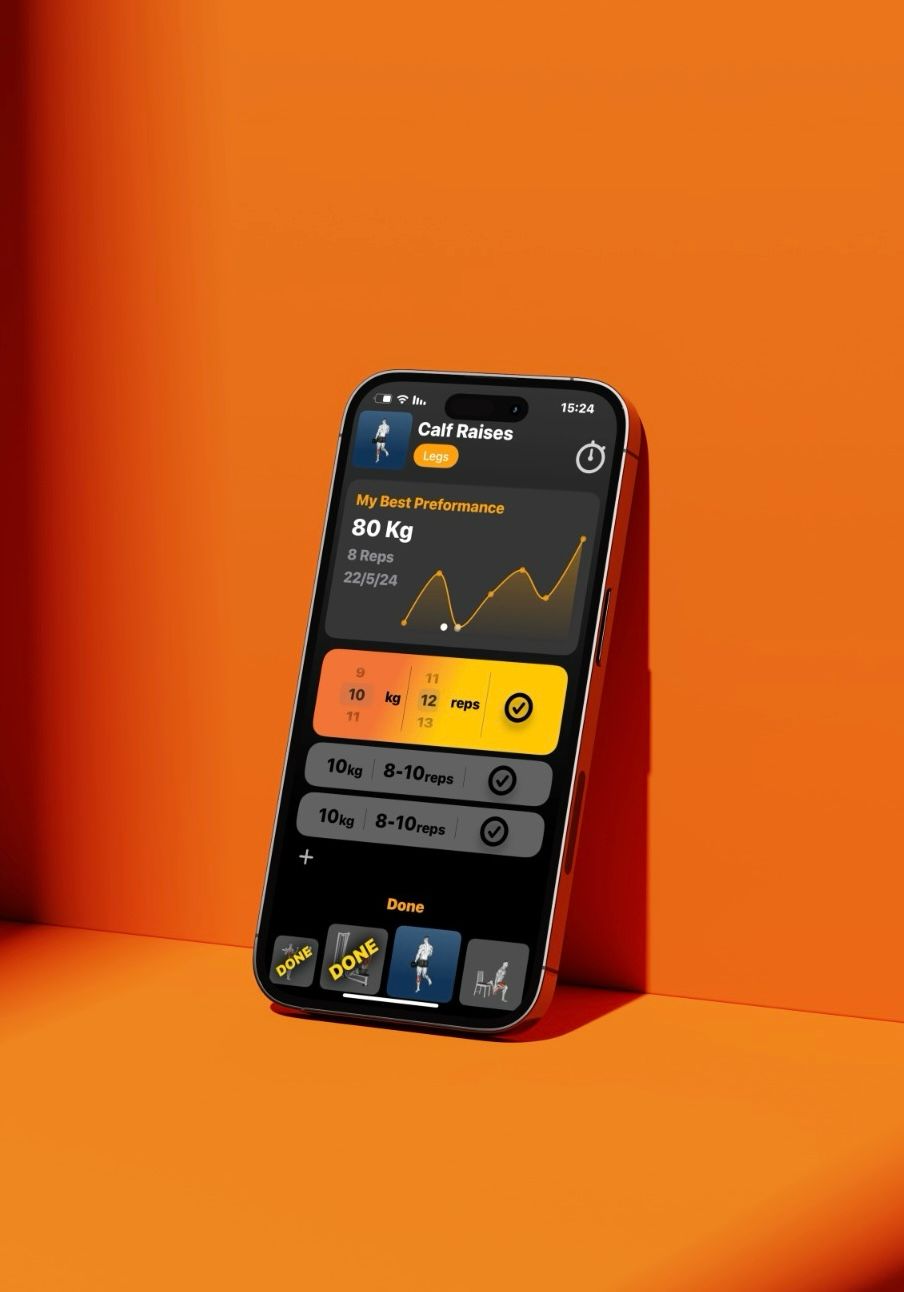 15:24
Calf Raises
Legs
My Best Preformance
80 Kg
8 Reps
22/5/24
9 11
10 kg 12 reps
11 13
10kg 8-10reps
10kg 8-10reps
+
Done
DONE DONE